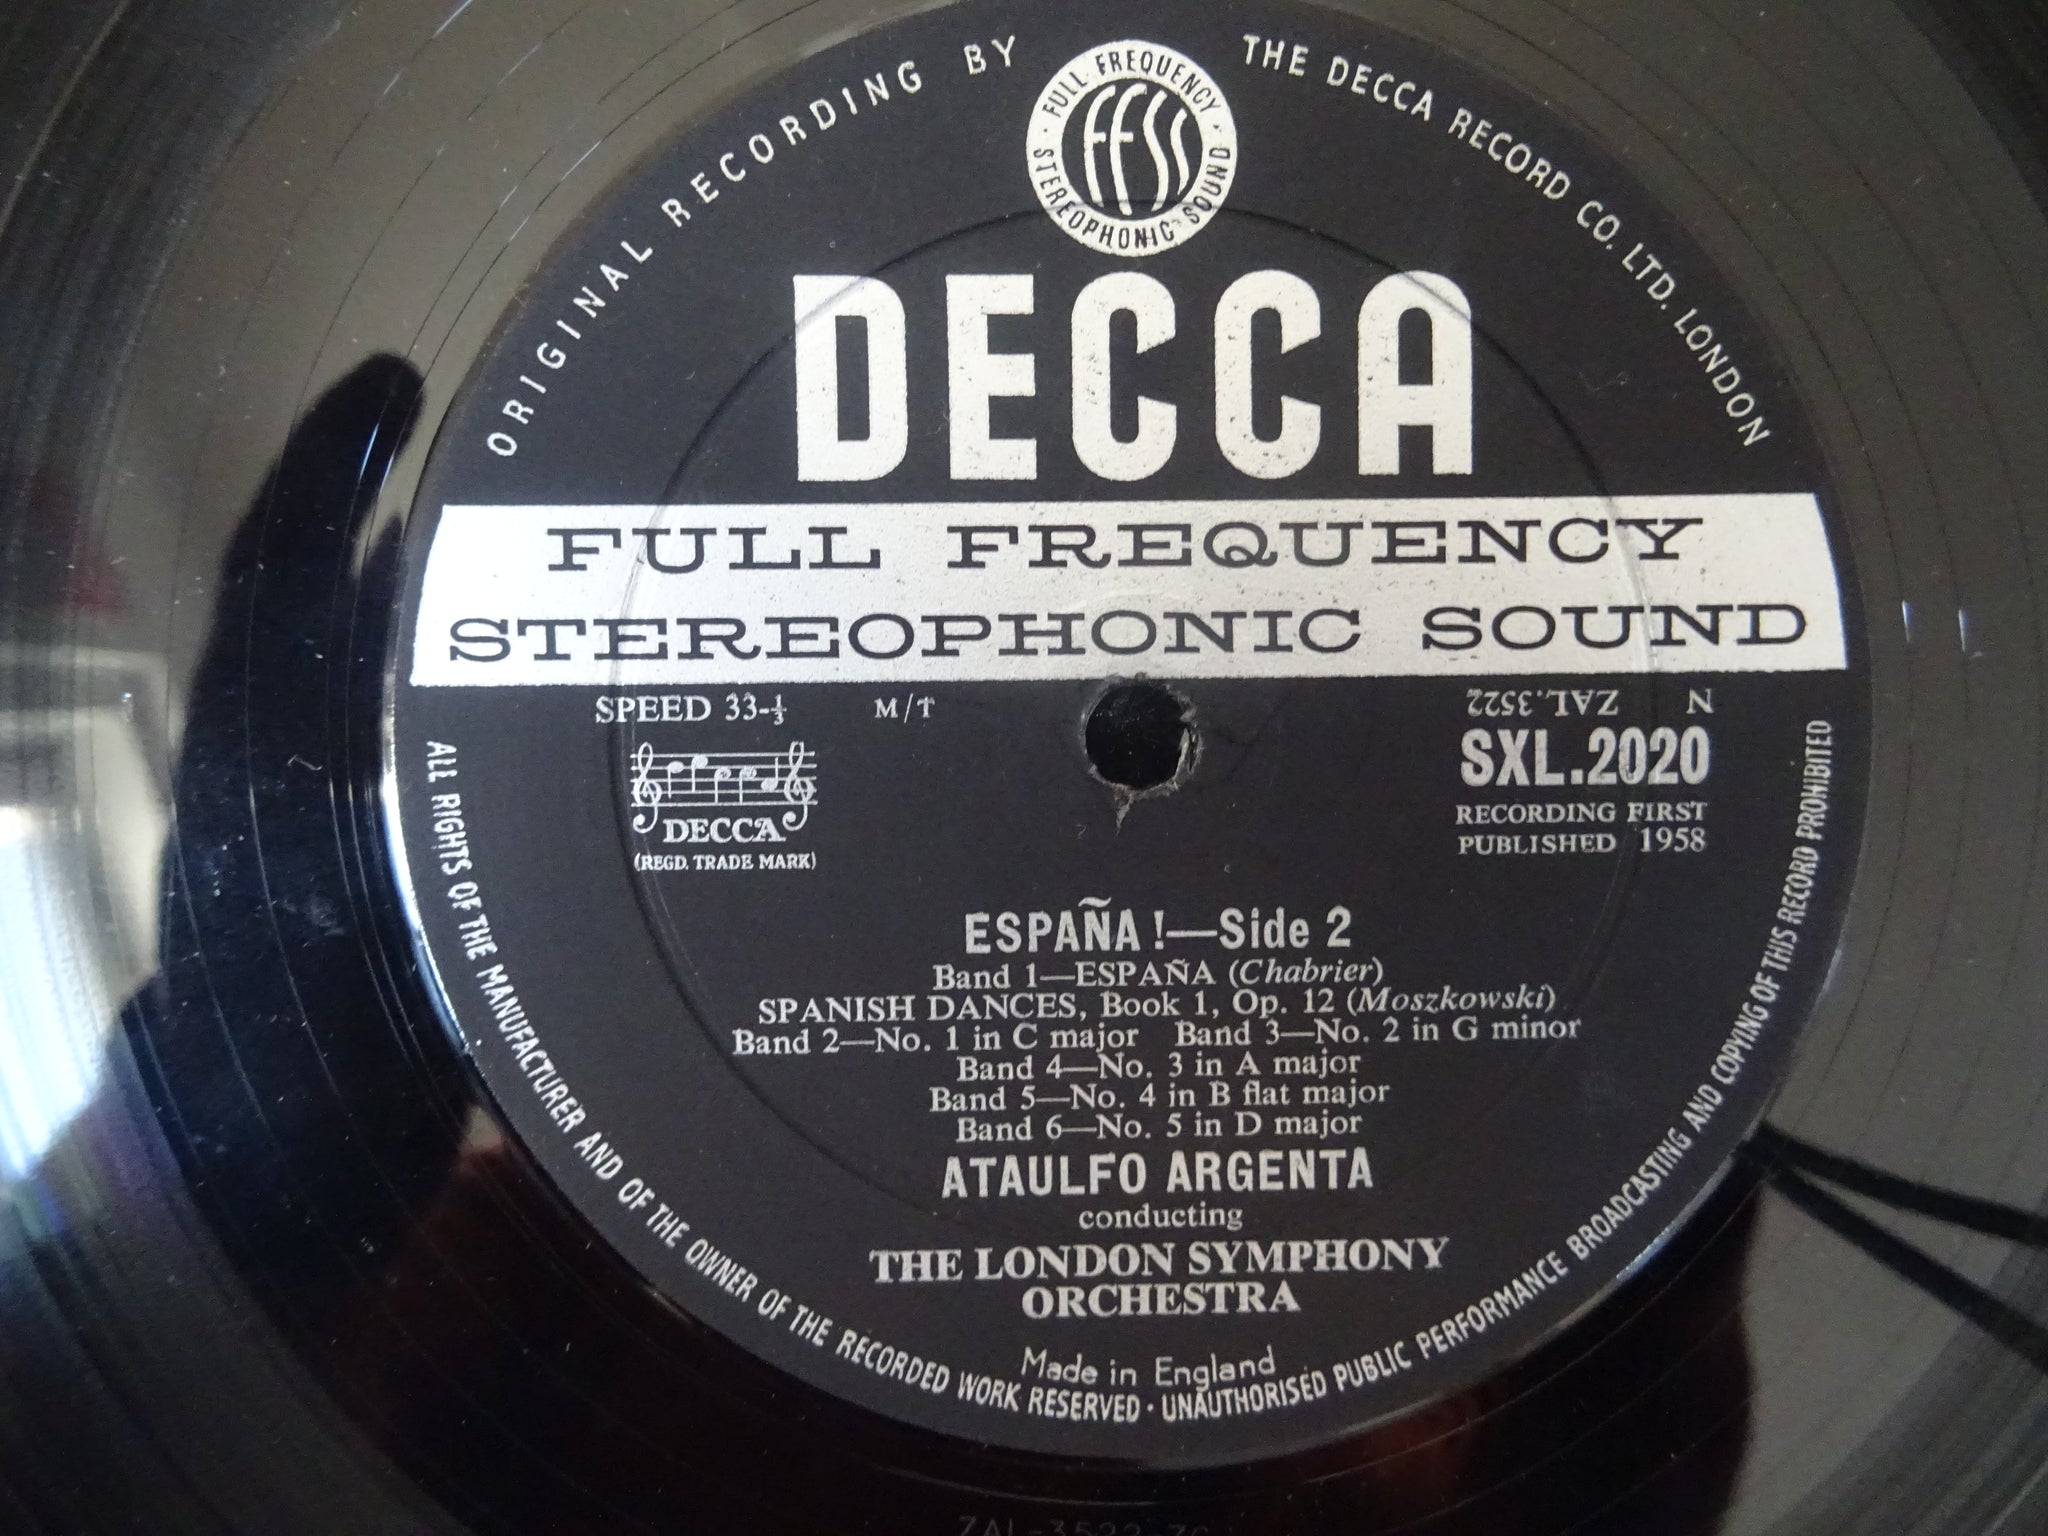 ORIGINAL RECORDING BY THE DECCA RECORD CO. LTD. LONDON
FULL FREQUENCY
FFSS
STEREOPHONIC SOUND
DECCA
FULL FREQUENCY
STEREOPHONIC SOUND
SPEED 33-⅓ M/T
ZAL.3522 N
SXL.2020
RECORDING FIRST
PUBLISHED 1958
DECCA
(REGD. TRADE MARK)
ESPAÑA!—Side 2
Band 1—ESPAÑA (Chabrier)
SPANISH DANCES, Book 1, Op. 12 (Moszkowski)
Band 2—No. 1 in C major Band 3—No. 2 in G minor
Band 4—No. 3 in A major
Band 5—No. 4 in B flat major
Band 6—No. 5 in D major
ATAULFO ARGENTA
conducting
THE LONDON SYMPHONY
ORCHESTRA
Made in England
ALL RIGHTS OF THE MANUFACTURER AND OF THE OWNER OF THE RECORDED WORK RESERVED · UNAUTHORISED PUBLIC PERFORMANCE BROADCASTING AND COPYING OF THIS RECORD PROHIBITED